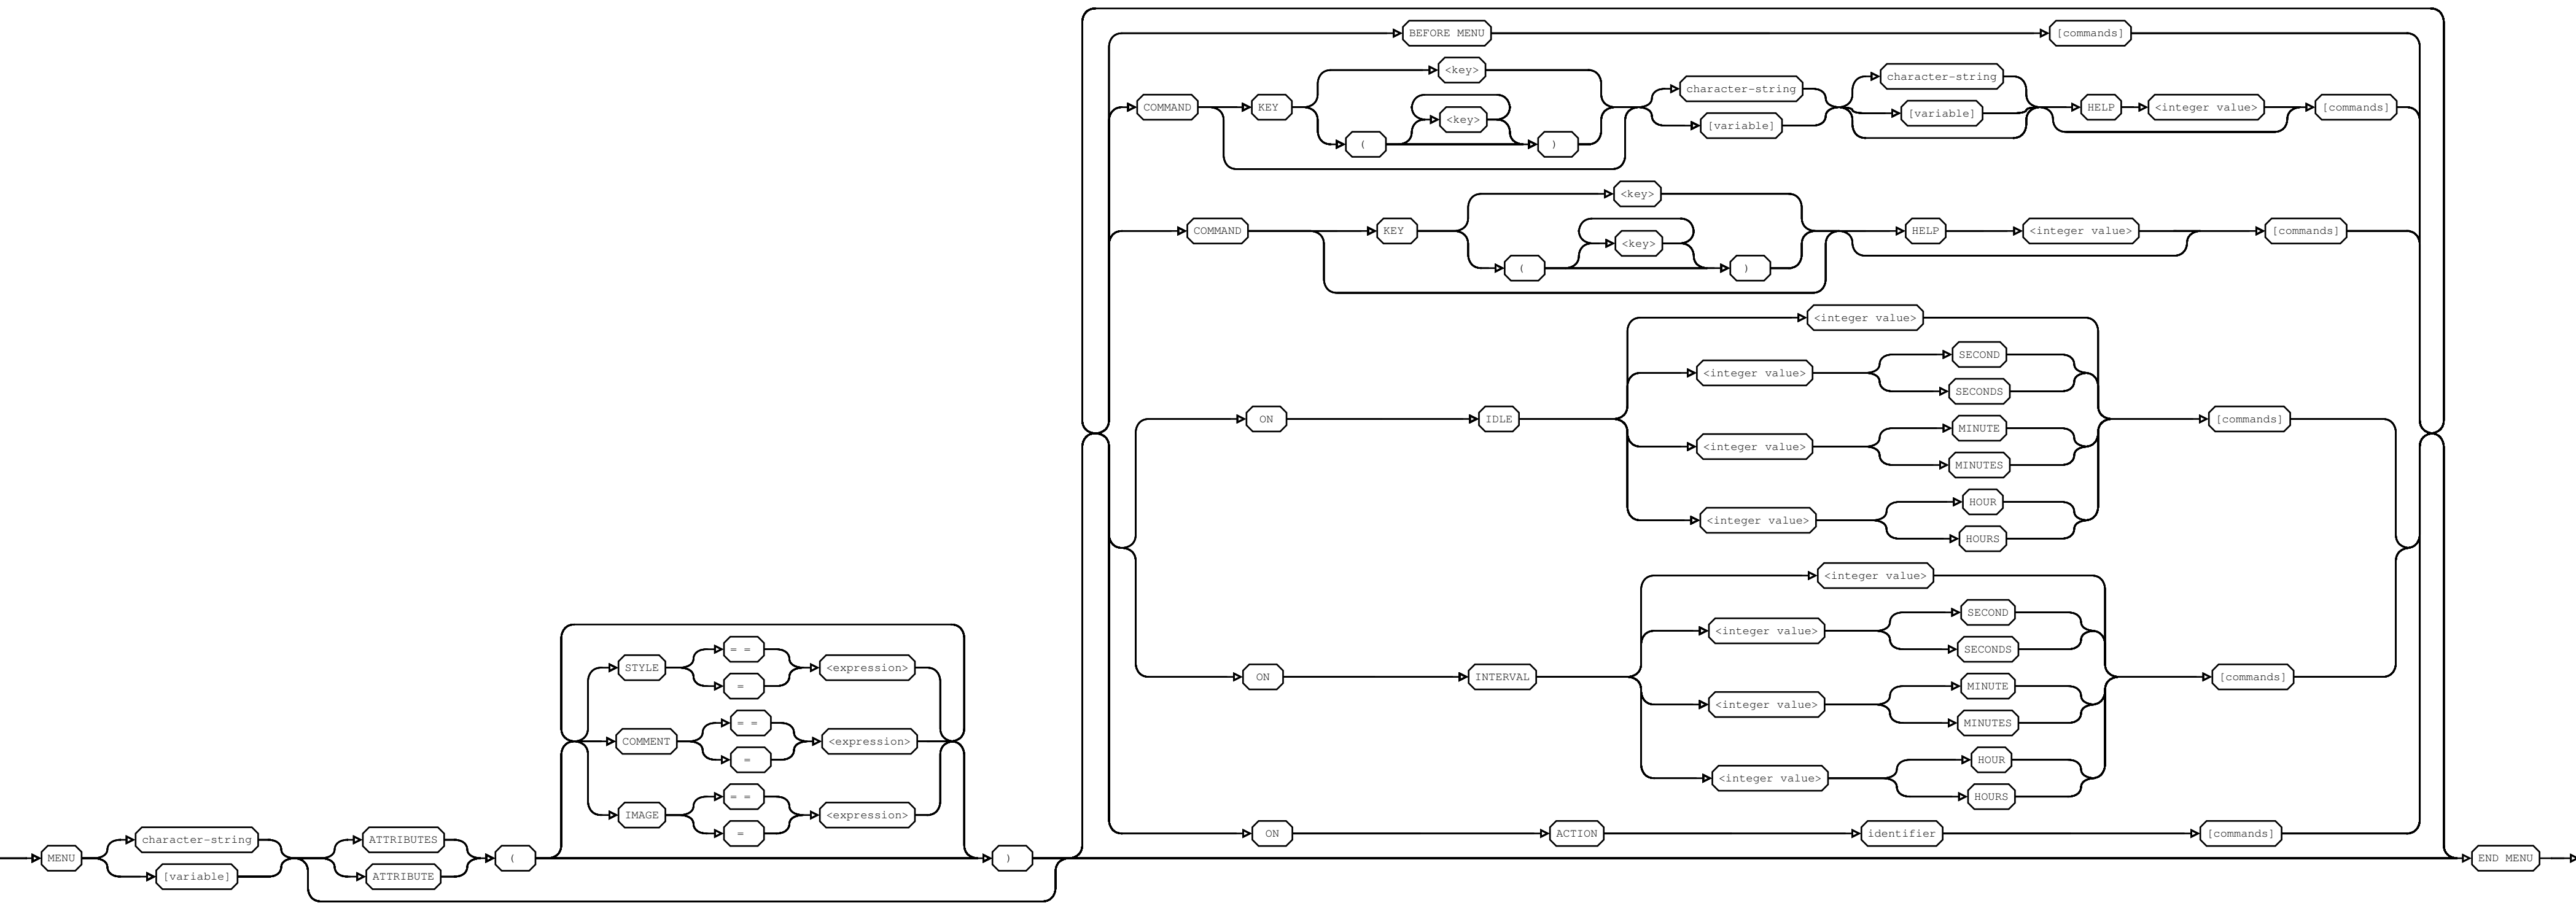 BEFORE MENU [commands]
<key>
character-string
character-string
COMMAND KEY <key> [variable] [variable] HELP <integer value> [commands]
( )
<key>
COMMAND KEY <key> HELP <integer value> [commands]
( )
<integer value>
SECOND
<integer value>
SECONDS
ON IDLE [commands]
MINUTE
<integer value>
MINUTES
HOUR
<integer value>
HOURS
<integer value>
SECOND
<integer value>
SECONDS
ON INTERVAL [commands]
MINUTE
<integer value>
MINUTES
HOUR
<integer value>
HOURS
= =
STYLE <expression>
=
= =
COMMENT <expression>
=
= =
IMAGE <expression>
=
ON ACTION identifier [commands]
character-string ATTRIBUTES
MENU ( ) END MENU
[variable] ATTRIBUTE